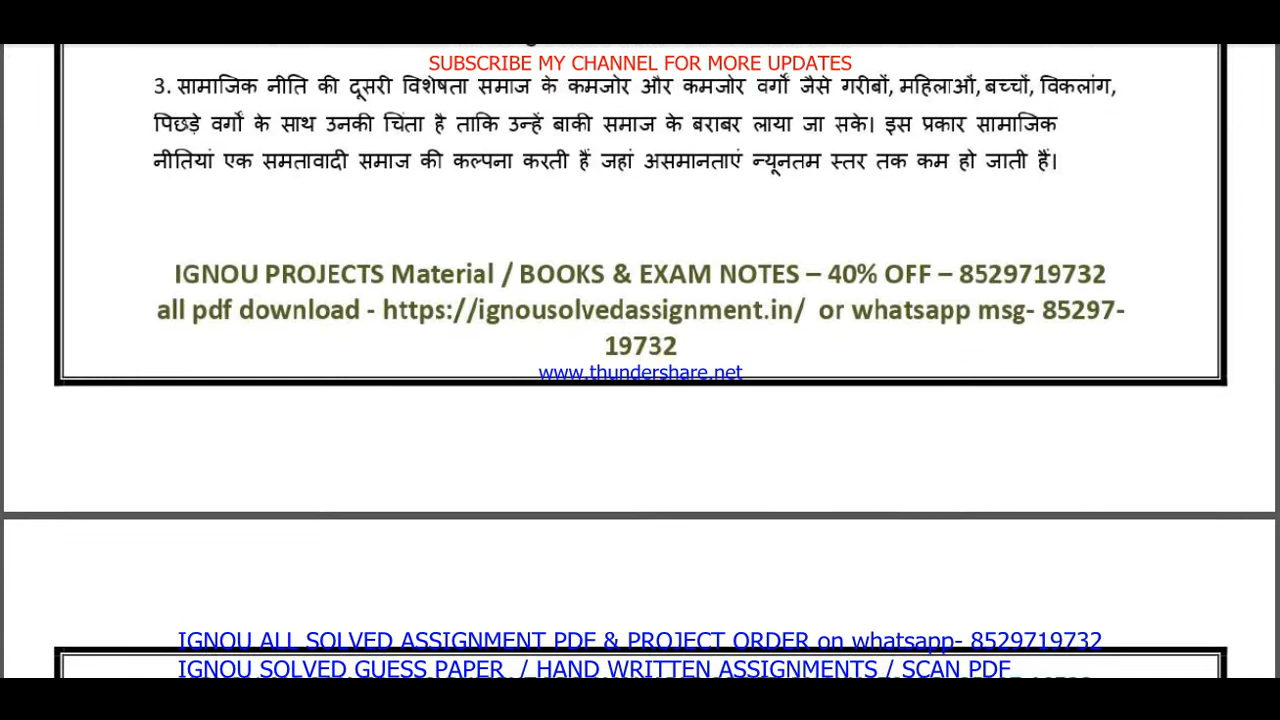 SUBSCRIBE MY CHANNEL FOR MORE UPDATES
3. सामाजिक नीति की दूसरी विशेषता समाज के कमजोर और कमजोर वर्गों जैसे गरीबों, महिलाओं, बच्चों, विकलांग,
पिछड़े वर्गों के साथ उनकी चिंता है ताकि उन्हें बाकी समाज के बराबर लाया जा सके। इस प्रकार सामाजिक
नीतियां एक समतावादी समाज की कल्पना करती हैं जहां असमानताएं न्यूनतम स्तर तक कम हो जाती हैं।
IGNOU PROJECTS Material / BOOKS & EXAM NOTES – 40% OFF – 8529719732
all pdf download - https://ignousolvedassignment.in/ or whatsapp msg- 85297-
19732
www.thundershare.net
IGNOU ALL SOLVED ASSIGNMENT PDF & PROJECT ORDER on whatsapp- 8529719732
IGNOU SOLVED GUESS PAPER / HAND WRITTEN ASSIGNMENTS / SCAN PDF